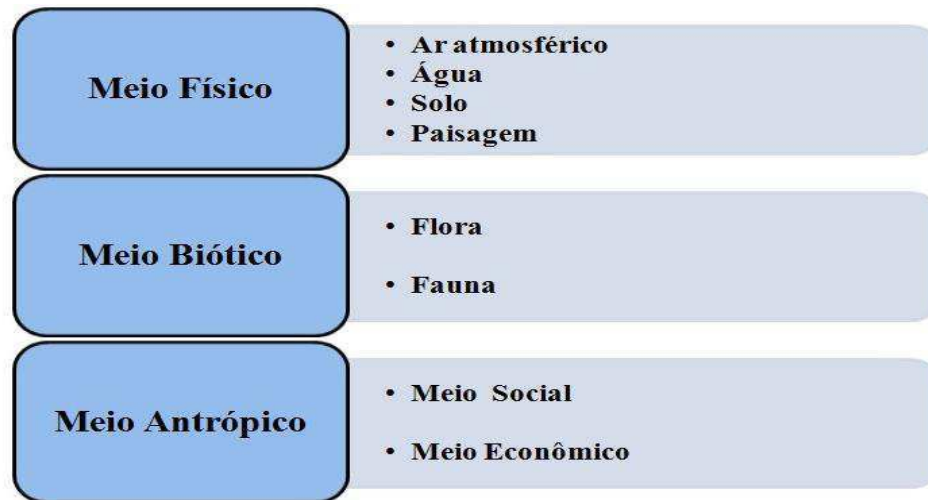 Meio Físico
• Ar atmosférico
• Água
• Solo
• Paisagem
Meio Biótico
• Flora
• Fauna
Meio Antrópico
• Meio Social
• Meio Econômico